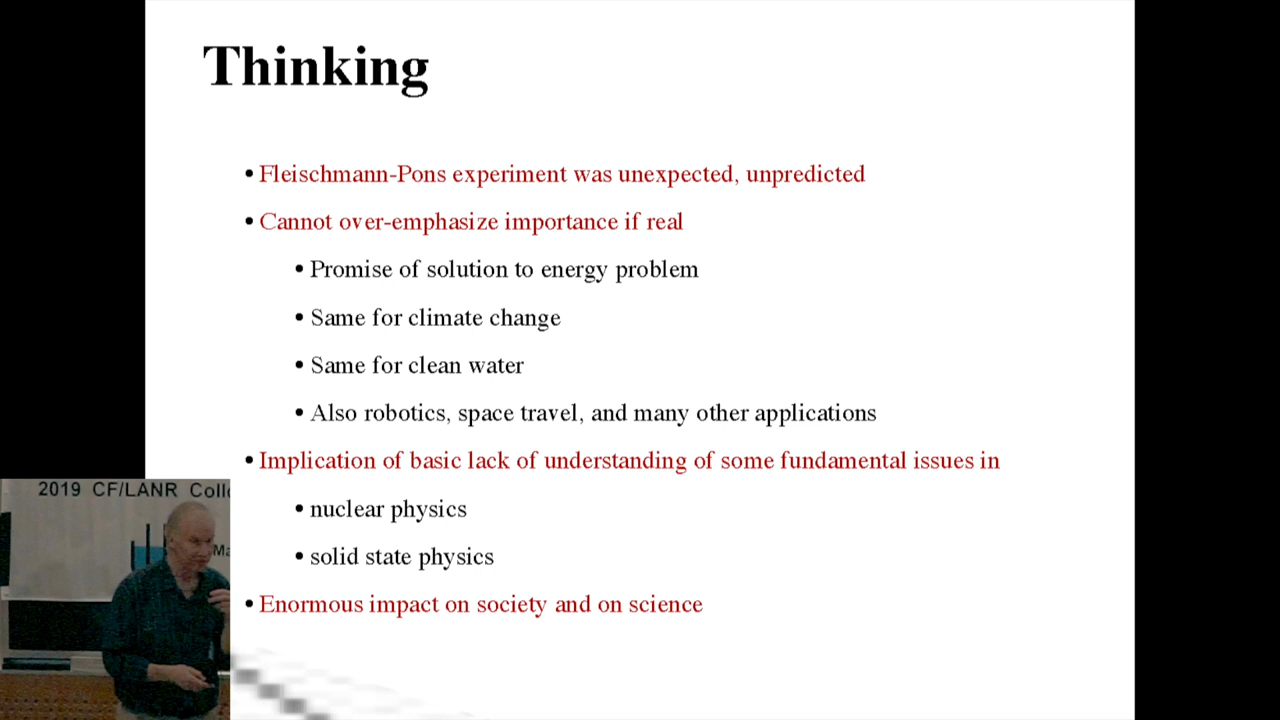 Thinking
• Fleischmann-Pons experiment was unexpected, unpredicted
• Cannot over-emphasize importance if real
• Promise of solution to energy problem
• Same for climate change
• Same for clean water
• Also robotics, space travel, and many other applications
• Implication of basic lack of understanding of some fundamental issues in
• nuclear physics
• solid state physics
• Enormous impact on society and on science
2019 CF/LANR Coll
Ma